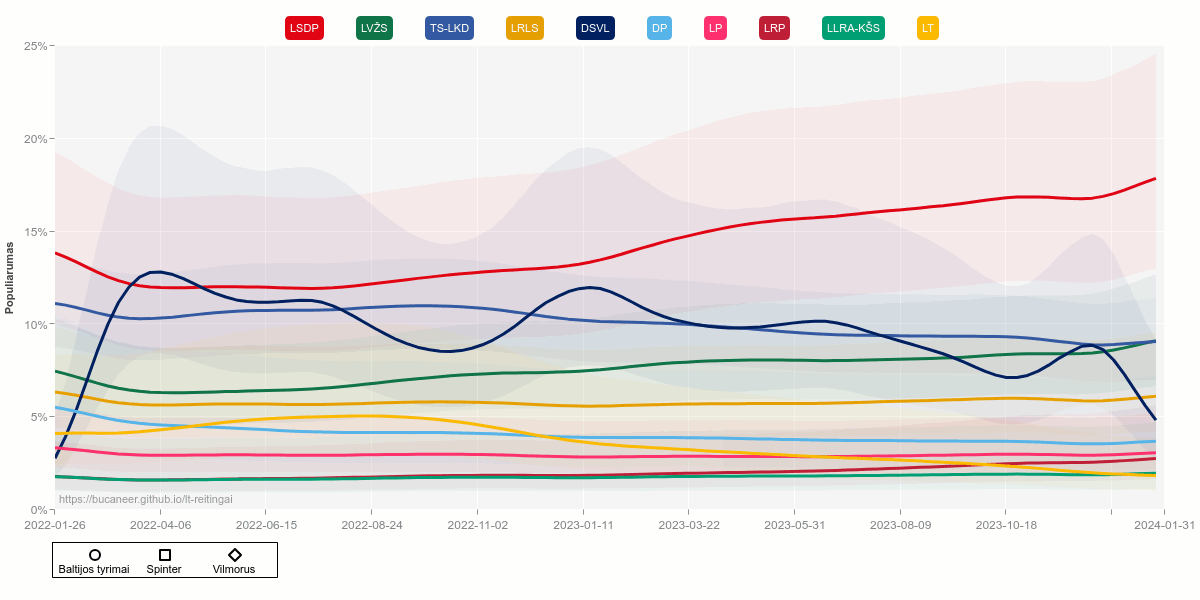 LSDP LVŽS TS-LKD LRLS DSVL DP LP LRP LLRA-KŠS LT
25%
20%
15%
10%
5%
0%
Populiarumas
https://bucaneer.github.io/lt-reitingai
2022-01-26 2022-04-06 2022-06-15 2022-08-24 2022-11-02 2023-01-11 2023-03-22 2023-05-31 2023-08-09 2023-10-18 2024-01-31
Baltijos tyrimai Spinter Vilmorus